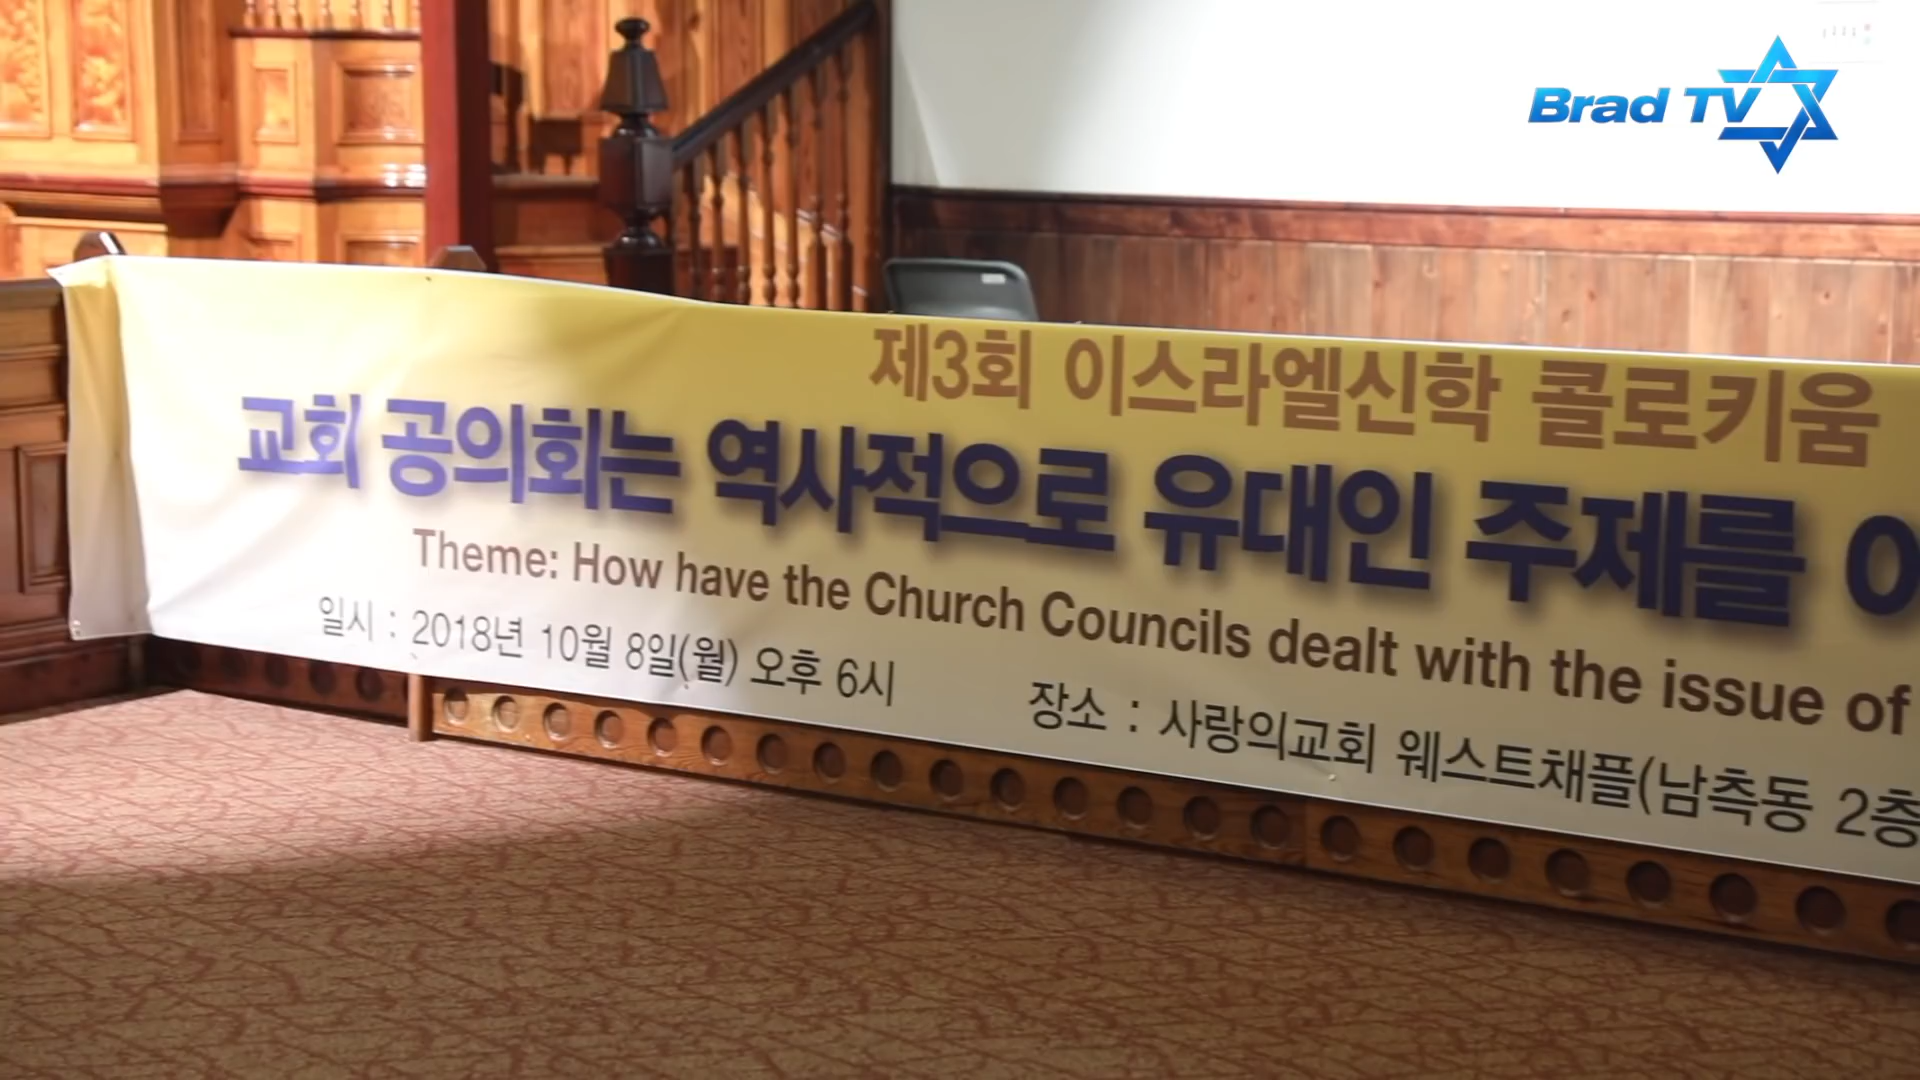 Brad TV
제3회 이스라엘신학 콜로키움
교회 공의회는 역사적으로 유대인 주제를
Theme: How have the Church Councils dealt with the issue of
일시 : 2018년 10월 8일(월) 오후 6시
장소 : 사랑의교회 웨스트채플(남측동 2층